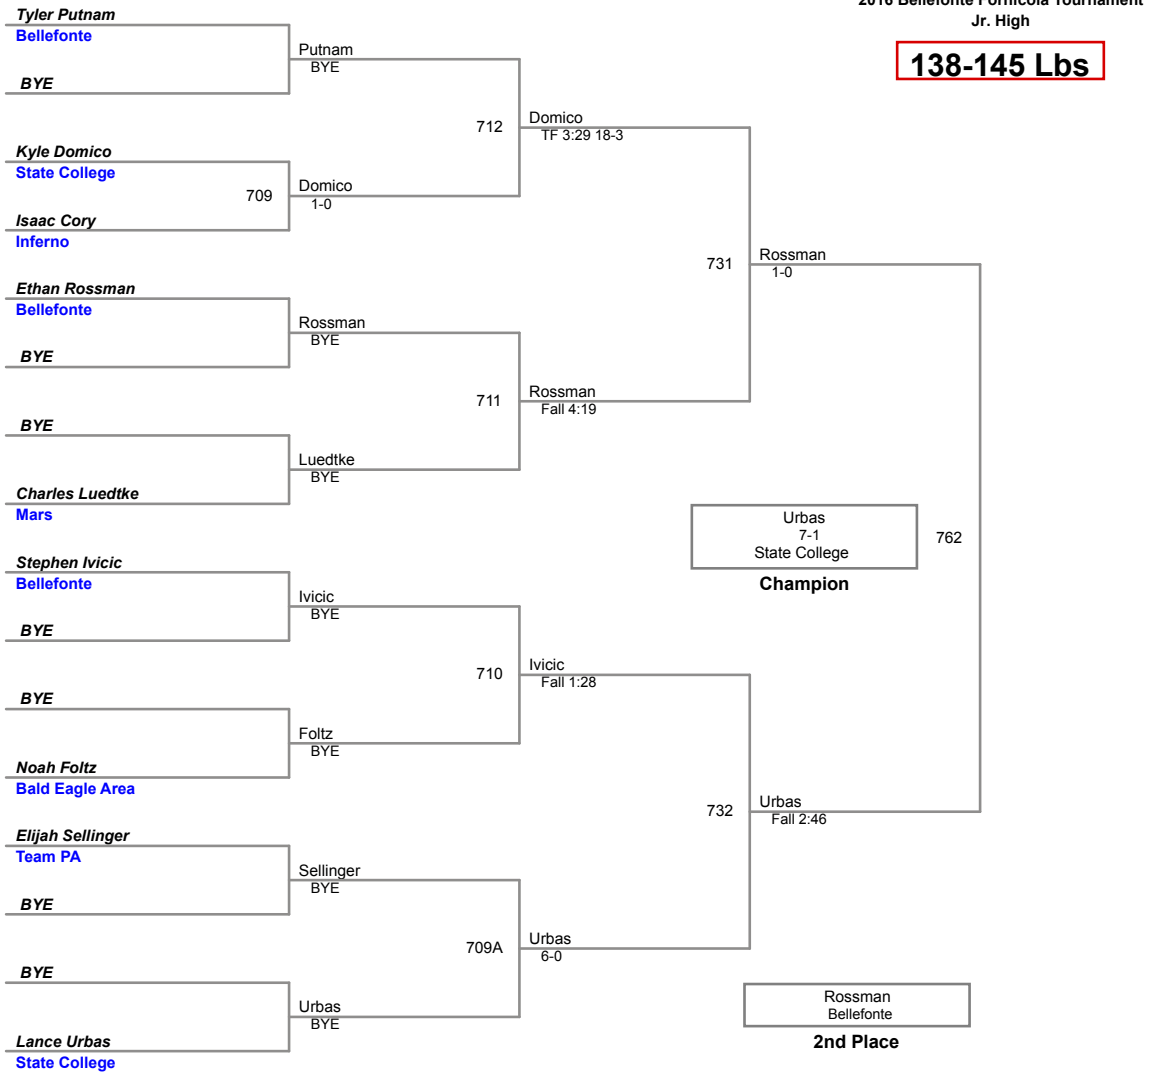 2016 Bellefonte Fornicola Tournament
Jr. High
138-145 Lbs
Tyler Putnam
Bellefonte
BYE
Putnam
BYE
Kyle Domico
State College
709
Isaac Cory
Inferno
Domico
1-0
712
Domico
TF 3:29 18-3
Ethan Rossman
Bellefonte
BYE
Rossman
BYE
BYE
Charles Luedtke
Mars
Luedtke
BYE
711
Rossman
Fall 4:19
731
Rossman
1-0
Stephen Ivicic
Bellefonte
BYE
Ivicic
BYE
BYE
Noah Foltz
Bald Eagle Area
Foltz
BYE
710
Ivicic
Fall 1:28
Elijah Sellinger
Team PA
BYE
Sellinger
BYE
BYE
Lance Urbas
State College
Urbas
BYE
709A
Urbas
6-0
732
Urbas
Fall 2:46
762
Urbas
7-1
State College
Champion
Rossman
Bellefonte
2nd Place